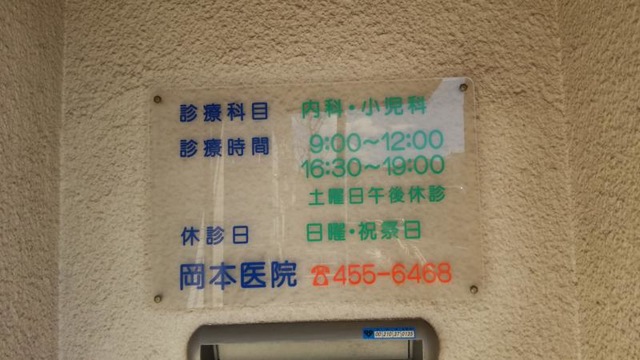 診療科目 内科・小児科
診療時間 9:00～12:00
16:30～19:00
土曜日午後休診
休診日 日曜・祝祭日
岡本医院 ☎455-6468